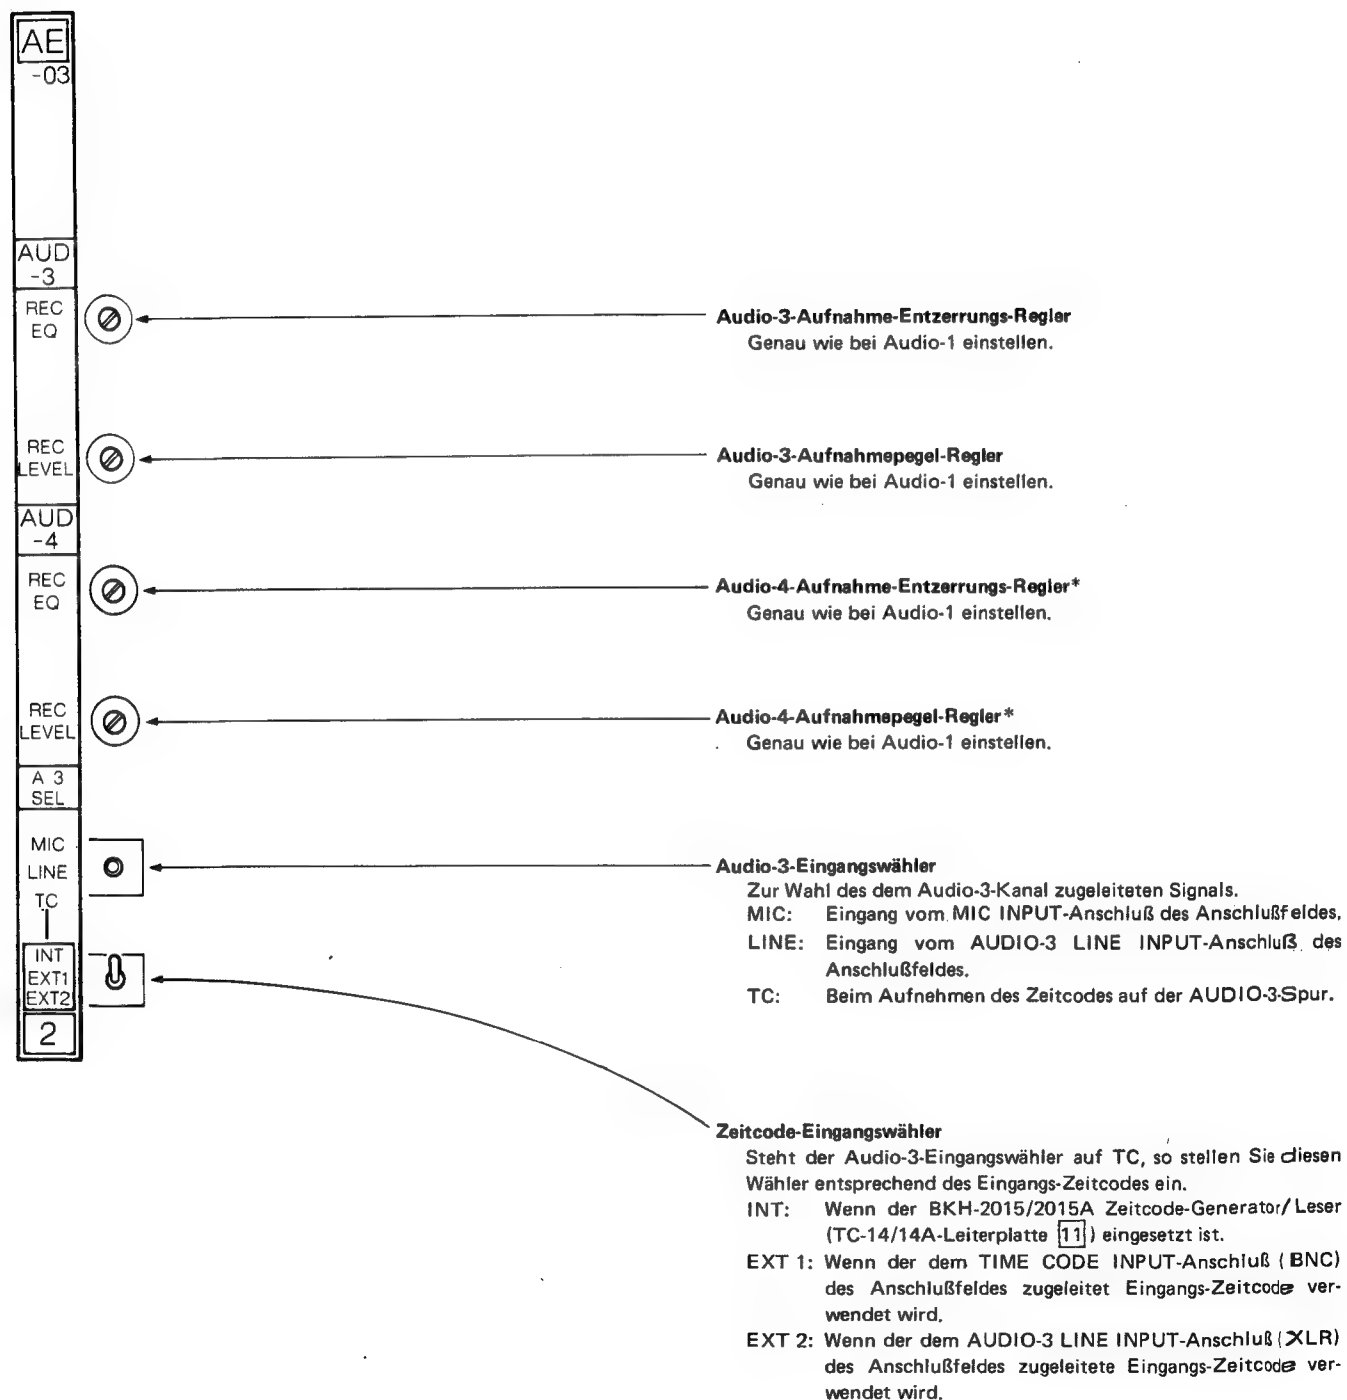 AE
-03
AUD
-3
REC
EQ
Audio-3-Aufnahme-Entzerrungs-Regler
Genau wie bei Audio-1 einstellen.
REC
LEVEL
Audio-3-Aufnahmepegel-Regler
Genau wie bei Audio-1 einstellen.
AUD
-4
REC
EQ
Audio-4-Aufnahme-Entzerrungs-Regler*
Genau wie bei Audio-1 einstellen.
REC
LEVEL
Audio-4-Aufnahmepegel-Regler*
Genau wie bei Audio-1 einstellen.
A 3
SEL
MIC
LINE
TC
INT
EXT1
EXT2
2
Audio-3-Eingangswähler
Zur Wahl des dem Audio-3-Kanal zugeleiteten Signals.
MIC: Eingang vom MIC INPUT-Anschluß des Anschlußfeldes.
LINE: Eingang vom AUDIO-3 LINE INPUT-Anschluß des
Anschlußfeldes.
TC: Beim Aufnehmen des Zeitcodes auf der AUDIO-3-Spur.
Zeitcode-Eingangswähler
Steht der Audio-3-Eingangswähler auf TC, so stellen Sie diesen
Wähler entsprechend des Eingangs-Zeitcodes ein.
INT: Wenn der BKH-2015/2015A Zeitcode-Generator/Leser
(TC-14/14A-Leiterplatte 11) eingesetzt ist.
EXT 1: Wenn der dem TIME CODE INPUT-Anschluß (BNC)
des Anschlußfeldes zugeleitet Eingangs-Zeitcode ver-
wendet wird.
EXT 2: Wenn der dem AUDIO-3 LINE INPUT-Anschluß (XLR)
des Anschlußfeldes zugeleitete Eingangs-Zeitcode ver-
wendet wird.